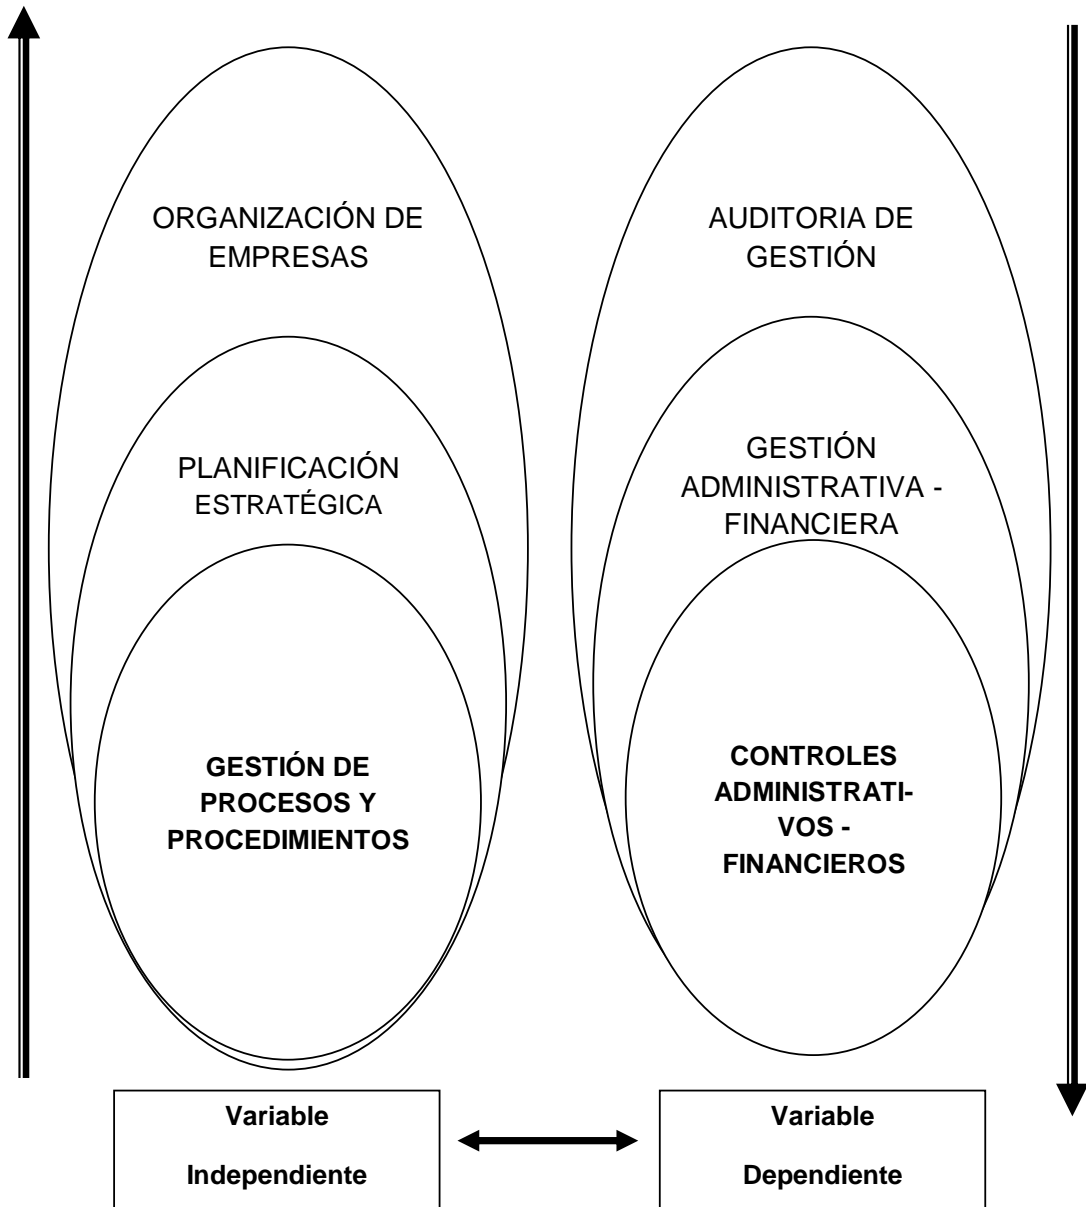 ORGANIZACIÓN DE
EMPRESAS
PLANIFICACIÓN
ESTRATÉGICA
GESTIÓN DE
PROCESOS Y
PROCEDIMIENTOS
AUDITORIA DE
GESTIÓN
GESTIÓN
ADMINISTRATIVA -
FINANCIERA
CONTROLES
ADMINISTRATI-
VOS -
FINANCIEROS
Variable
Independiente
Variable
Dependiente